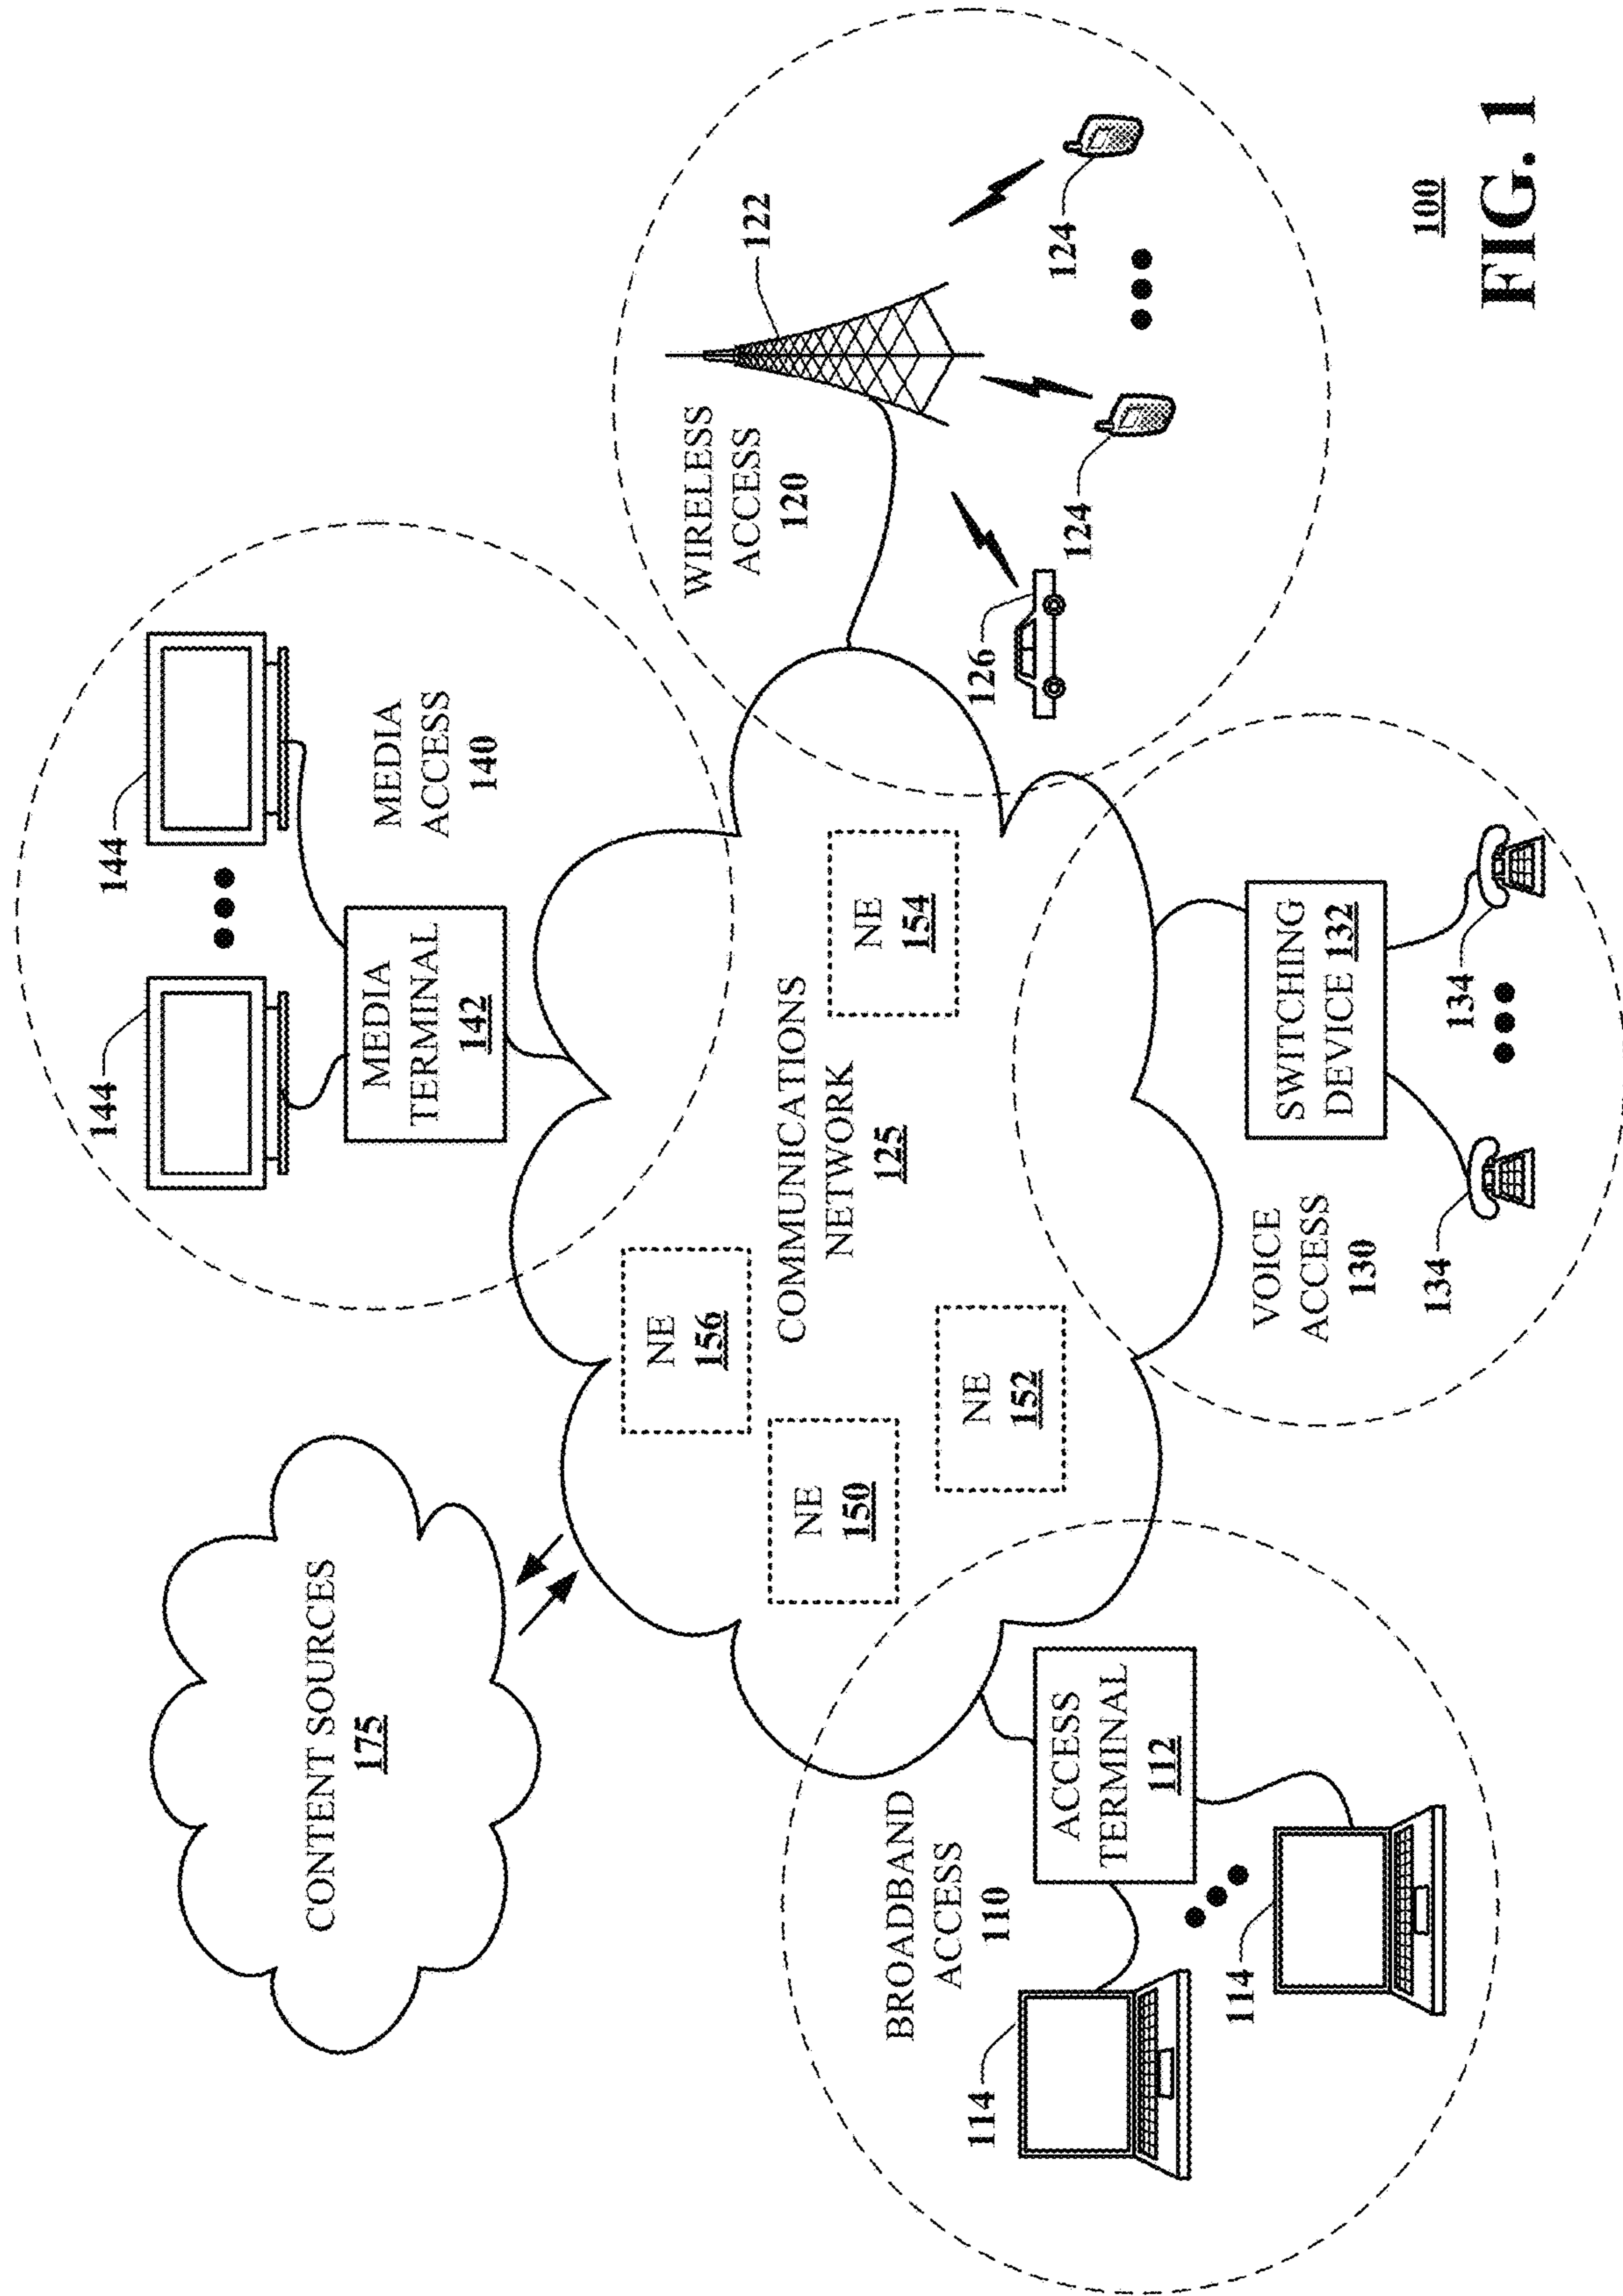 CONTENT SOURCES
175
144
144
MEDIA
TERMINAL
142
MEDIA
ACCESS
140
BROADBAND
ACCESS
110
114
114
ACCESS
TERMINAL
112
NE
150
NE
156
NE
152
COMMUNICATIONS
NETWORK
125
NE
154
WIRELESS
ACCESS
120
122
126
124
124
VOICE
ACCESS
130
SWITCHING
DEVICE 132
134
134
100
FIG. 1